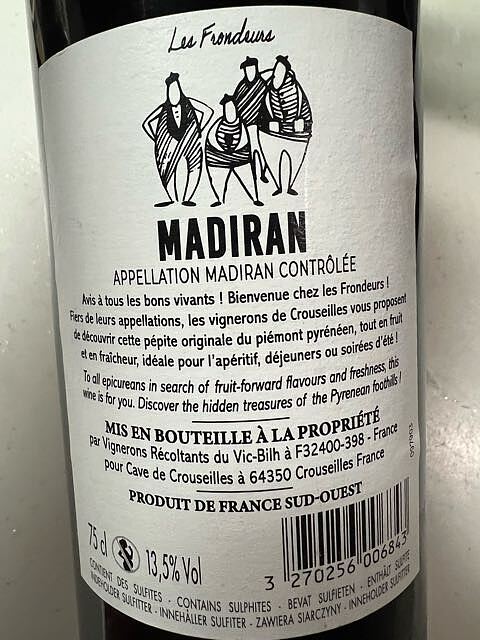 Les Frondeurs
MADIRAN
APPELLATION MADIRAN CONTRÔLÉE
Avis à tous les bons vivants ! Bienvenue chez les Frondeurs !
Fiers de leurs appellations, les vignerons de Crouseilles vous proposent
de découvrir cette pépite originale du piémont pyrénéen, tout en fruit
et en fraîcheur, idéale pour l'apéritif, déjeuners ou soirées d'été !
To all epicureans in search of fruit-forward flavours and freshness, this
wine is for you. Discover the hidden treasures of the Pyrenean foothills !
MIS EN BOUTEILLE À LA PROPRIÉTÉ
par Vignerons Récoltants du Vic-Bilh à F32400-398 - France
pour Cave de Crouseilles à 64350 Crouseilles France
PRODUIT DE FRANCE SUD-OUEST
097903
75 cl 13,5% Vol
3 270256 006843
CONTIENT DES SULFITES - CONTAINS SULPHITES - BEVAT SULFIETEN - ENTHÄLT SULFITE
INDEHOLDER SULFITTER - INNEHÅLLER SULFITER - ZAWIERA SIARCZYNY - INNEHOLDER SULFITTER